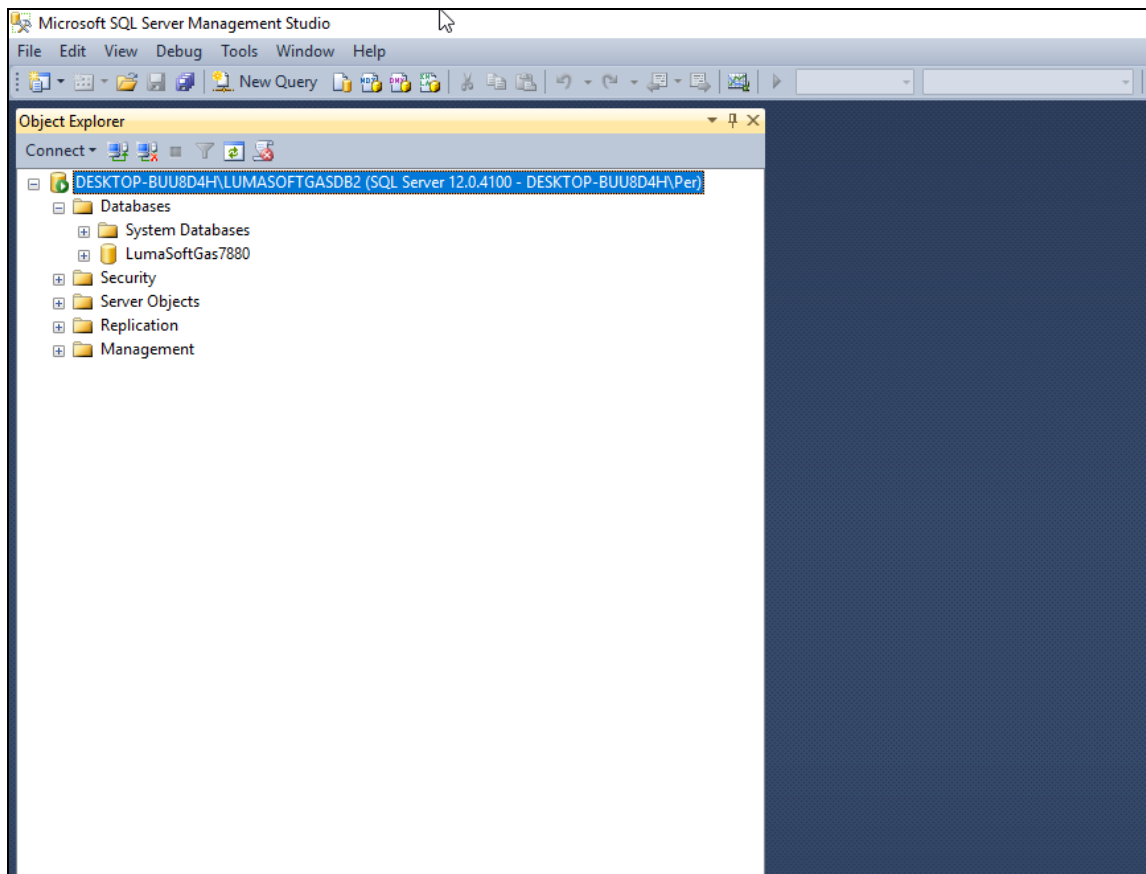 Microsoft SQL Server Management Studio
File Edit View Debug Tools Window Help
New Query
Object Explorer
Connect
DESKTOP-BUU8D4H\LUMASOFTGASDB2 (SQL Server 12.0.4100 - DESKTOP-BUU8D4H\Per)
Databases
System Databases
LumaSoftGas7880
Security
Server Objects
Replication
Management